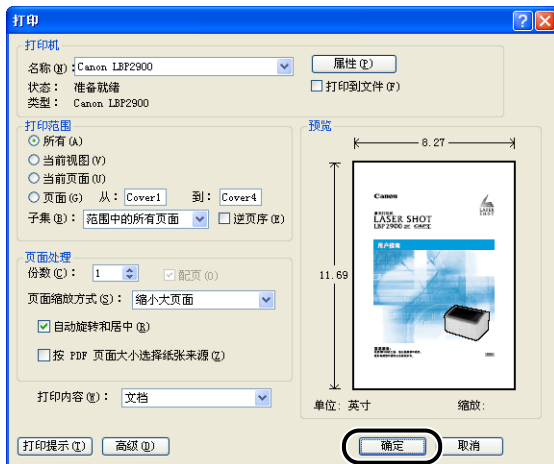 打印
打印机
名称(N): Canon LBP2900
属性(P)
状态: 准备就绪
打印到文件(F)
类型: Canon LBP2900
打印范围
所有(A)
当前视图(V)
当前页面(U)
页面(G) 从: Cover1 到: Cover4
子集(B): 范围中的所有页面 逆页序(E)
页面处理
份数(C): 1 配页(O)
页面缩放方式(S): 缩小大页面
自动旋转和居中(R)
按 PDF 页面大小选择纸张来源(Z)
打印内容(W): 文档
预览
8.27
11.69
Canon
LASER SHOT
LASER SHOT
LBP2900
用户指南
单位: 英寸 缩放:
打印提示(T) 高级(D) 确定 取消